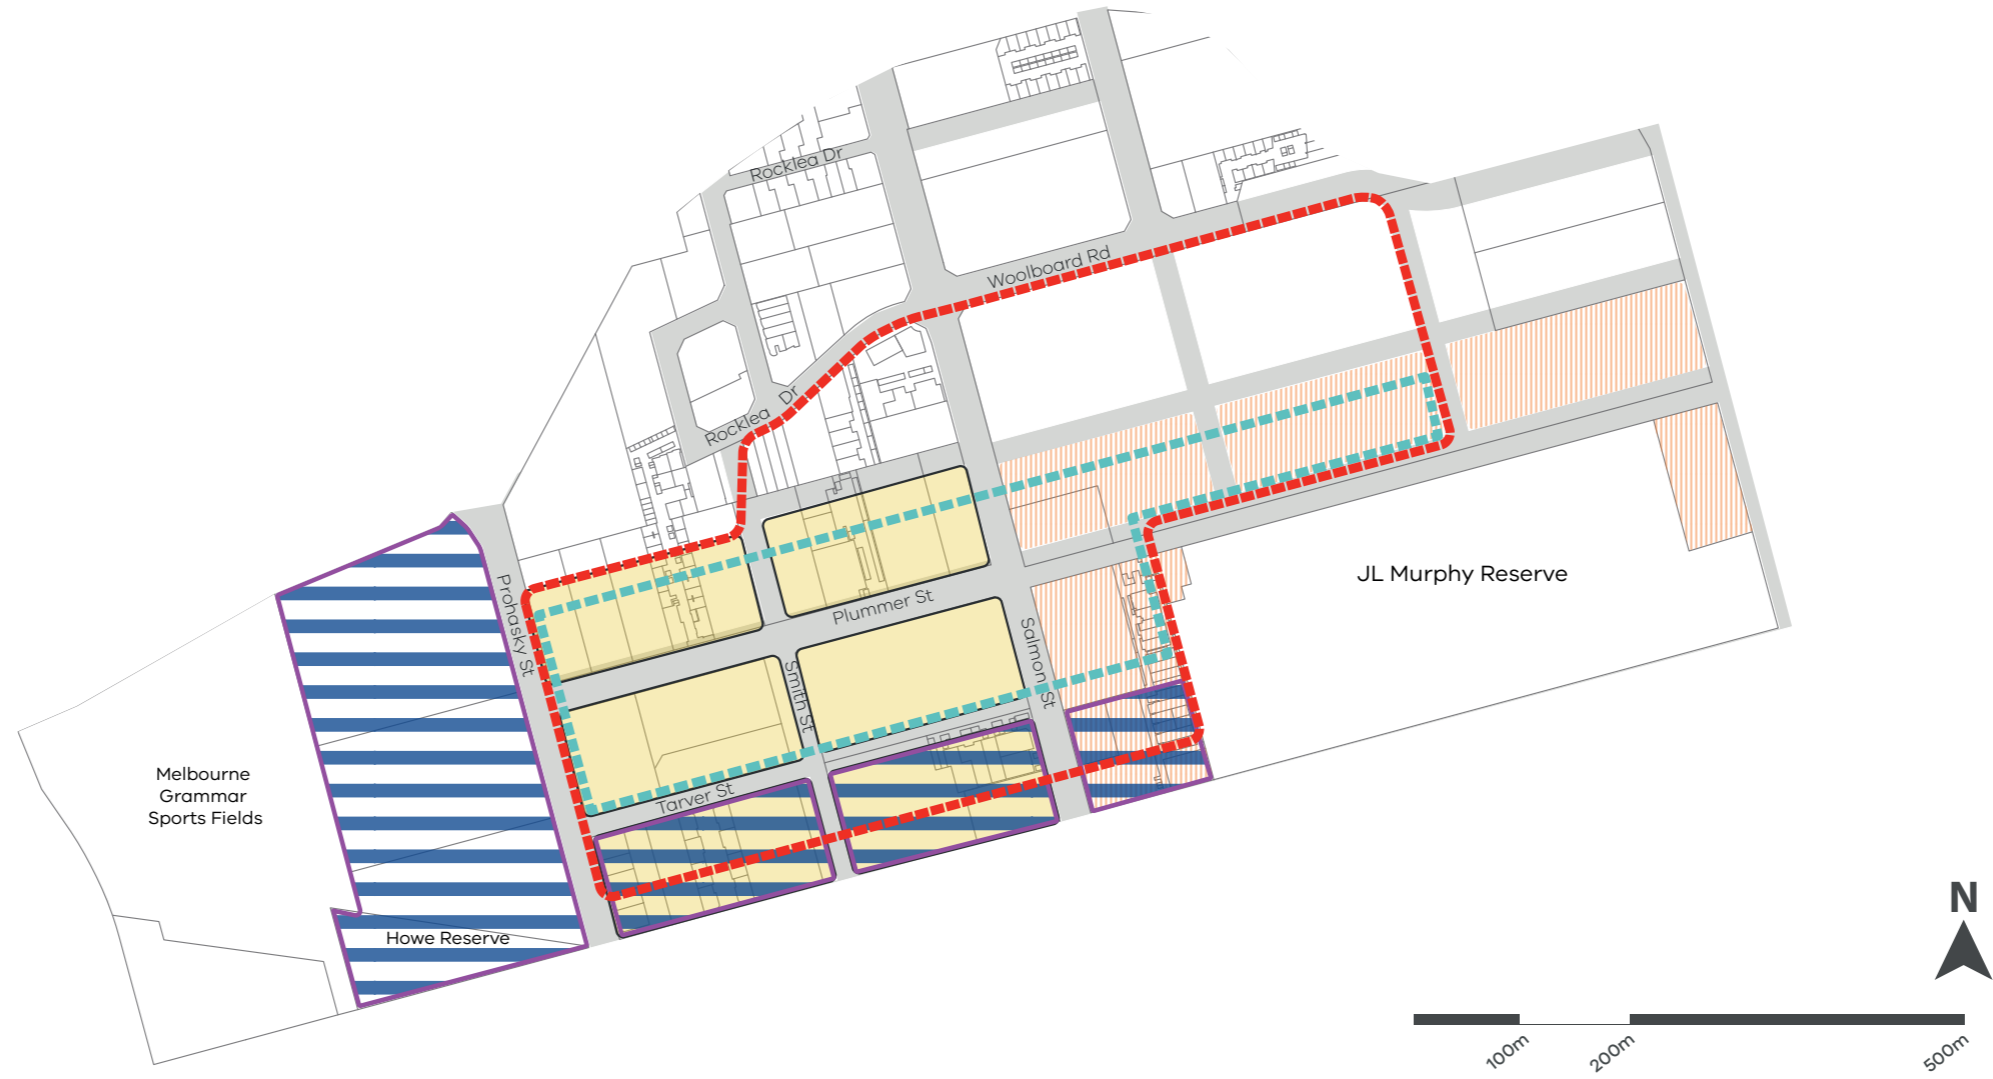 Rocklea Dr
Woolboard Rd
Rocklea Dr
Prohasky St
Plummer St
Smith St
Salmon St
Tarver St
JL Murphy Reserve
Melbourne
Grammar
Sports Fields
Howe Reserve
N
100m
200m
500m